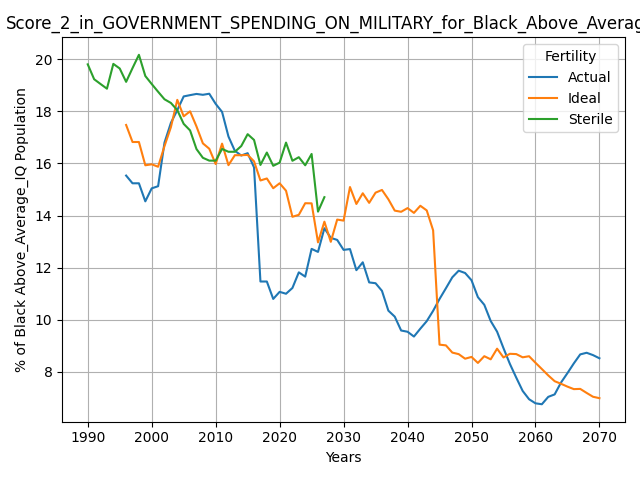 Score_2_in_GOVERNMENT_SPENDING_ON_MILITARY_for_Black_Above_Averag
Fertility
Actual
Ideal
Sterile
% of Black Above_Average_IQ Population
20
18
16
14
12
10
8
1990 2000 2010 2020 2030 2040 2050 2060 2070
Years